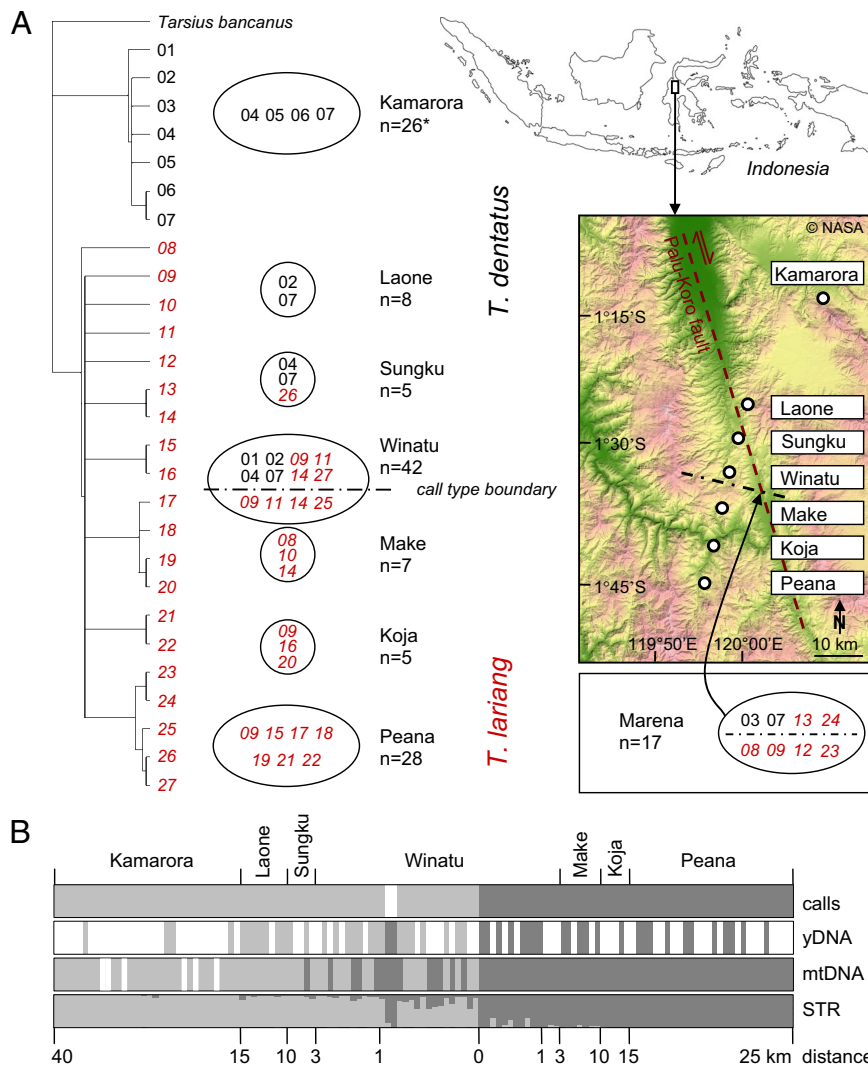 A
Tarsius bancanus
01
02
03
04
05
06
07
08
09
10
11
12
13
14
15
16
17
18
19
20
21
22
23
24
25
26
27
04 05 06 07
Kamarora
n=26*
02
07
Laone
n=8
04
07
26
Sungku
n=5
01 02 09 11
04 07 14 27
09 11 14 25
Winatu
n=42
call type boundary
08
10
14
Make
n=7
09
16
20
Koja
n=5
09 15 17 18
19 21 22
Peana
n=28
T. dentatus
T. lariang
Indonesia
© NASA
Palu-Koro fault
Kamarora
Laone
Sungku
Winatu
Make
Koja
Peana
1°15'S
1°30'S
1°45'S
119°50'E
120°00'E
N
10 km
Marena
n=17
03 07 13 24
08 09 12 23
B
Kamarora
Laone
Sungku
Winatu
Make
Koja
Peana
calls
yDNA
mtDNA
STR
40 15 10 3 1 0 1 3 10 15 25 km distance